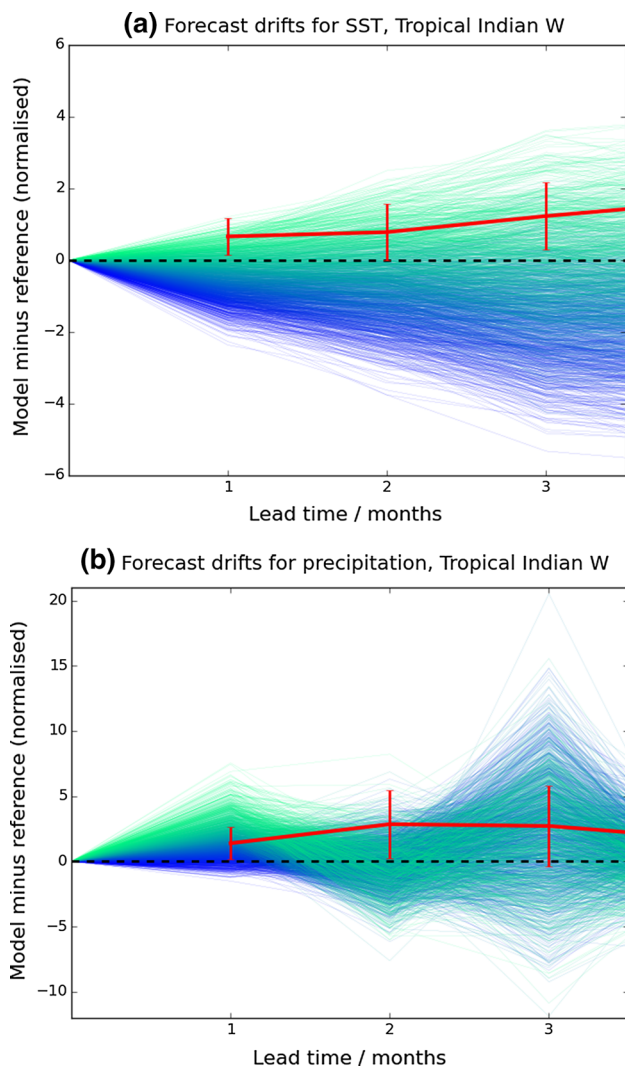 (a) Forecast drifts for SST, Tropical Indian W
6
4
2
0
−2
−4
−6
Model minus reference (normalised)
1 2 3
Lead time / months
(b) Forecast drifts for precipitation, Tropical Indian W
20
15
10
5
0
−5
−10
Model minus reference (normalised)
1 2 3
Lead time / months